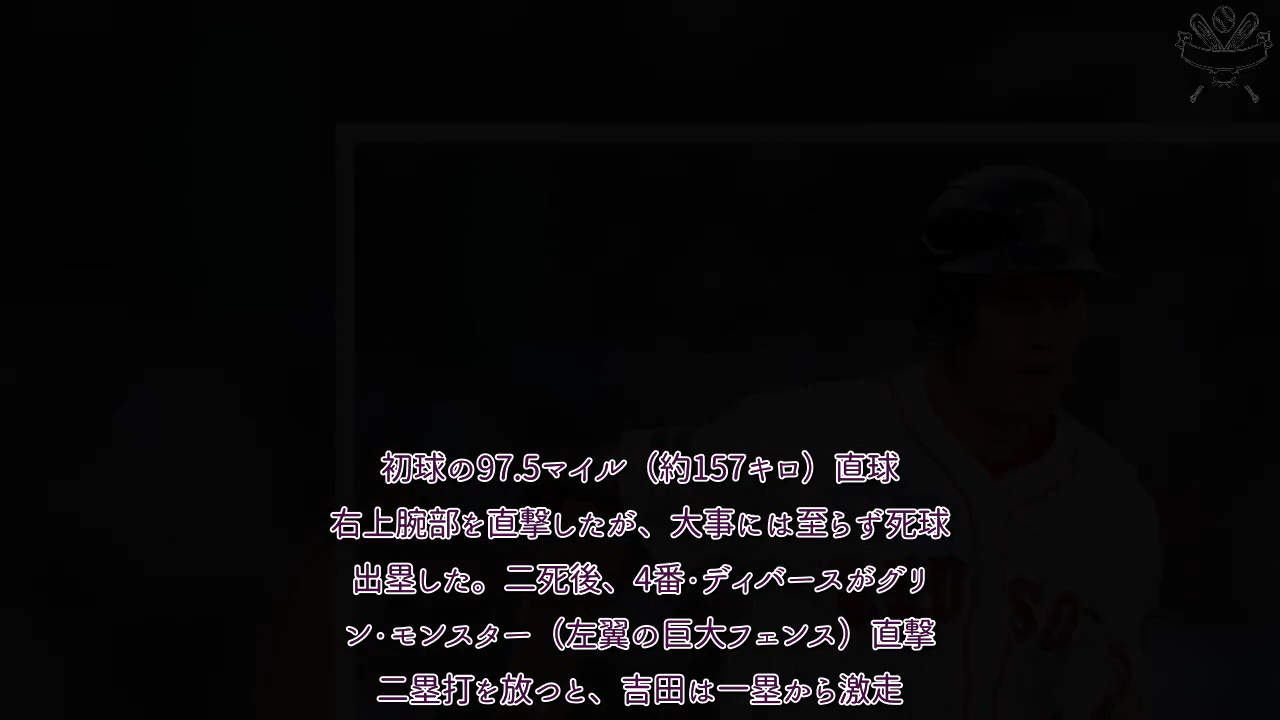 初球の97.5マイル（約157キロ）直球
右上腕部を直撃したが、大事には至らず死球
出塁した。二死後、4番·ディバースがグリ
ン·モンスター（左翼の巨大フェンス）直撃
二塁打を放つと、吉田は一塁から激走